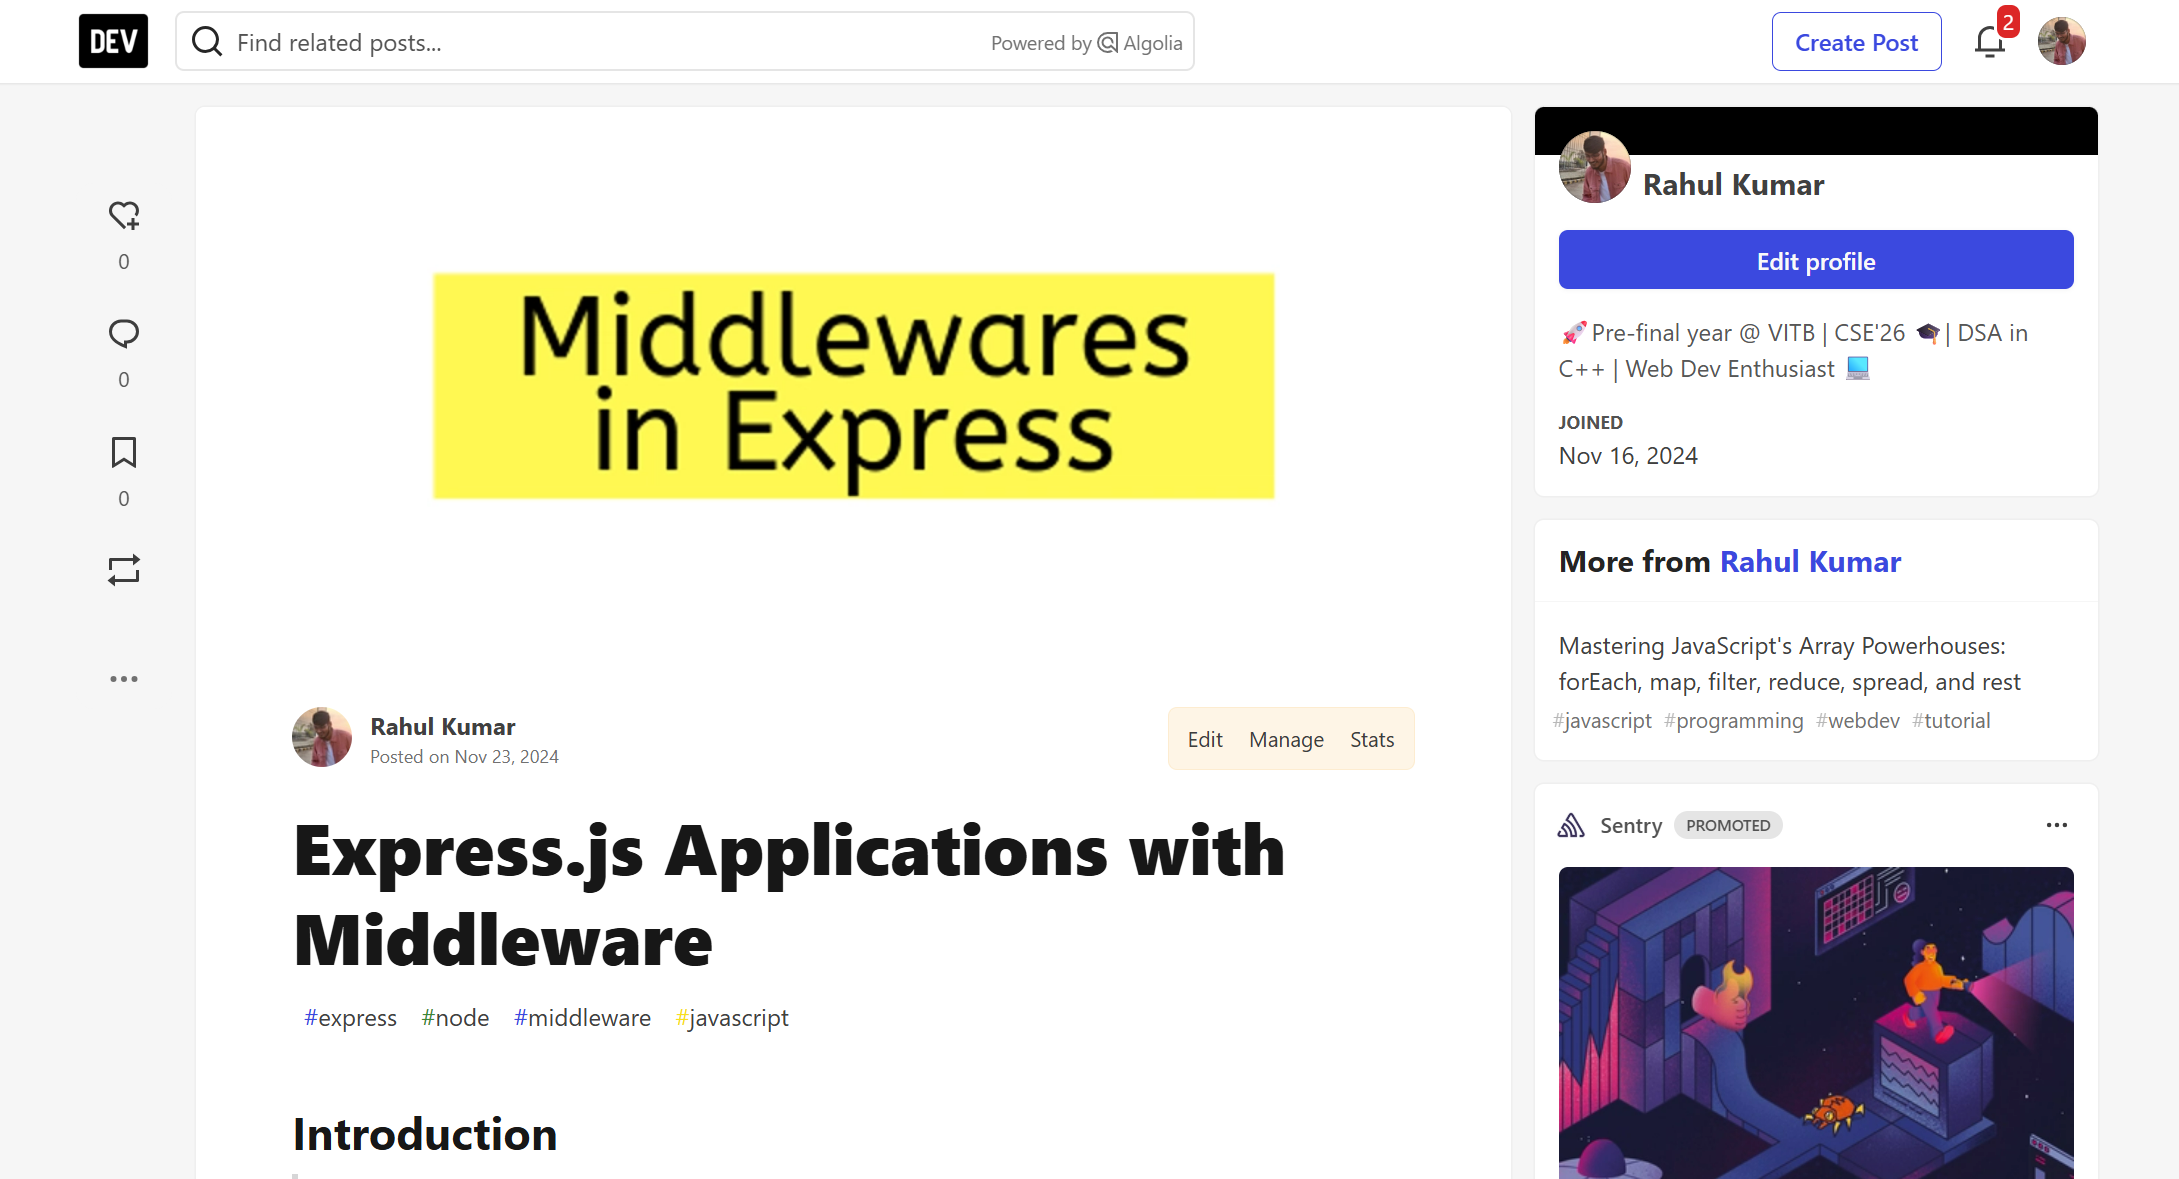 DEV
Find related posts...
Powered by Algolia
Create Post
2
0
0
0
Middlewares
in Express
Rahul Kumar
Posted on Nov 23, 2024
Edit Manage Stats
Express.js Applications with
Middleware
#express #node #middleware #javascript
Introduction
Rahul Kumar
Edit profile
🚀Pre-final year @ VITB | CSE'26 🎓| DSA in
C++ | Web Dev Enthusiast 💻
JOINED
Nov 16, 2024
More from Rahul Kumar
Mastering JavaScript's Array Powerhouses:
forEach, map, filter, reduce, spread, and rest
#javascript #programming #webdev #tutorial
Sentry PROMOTED